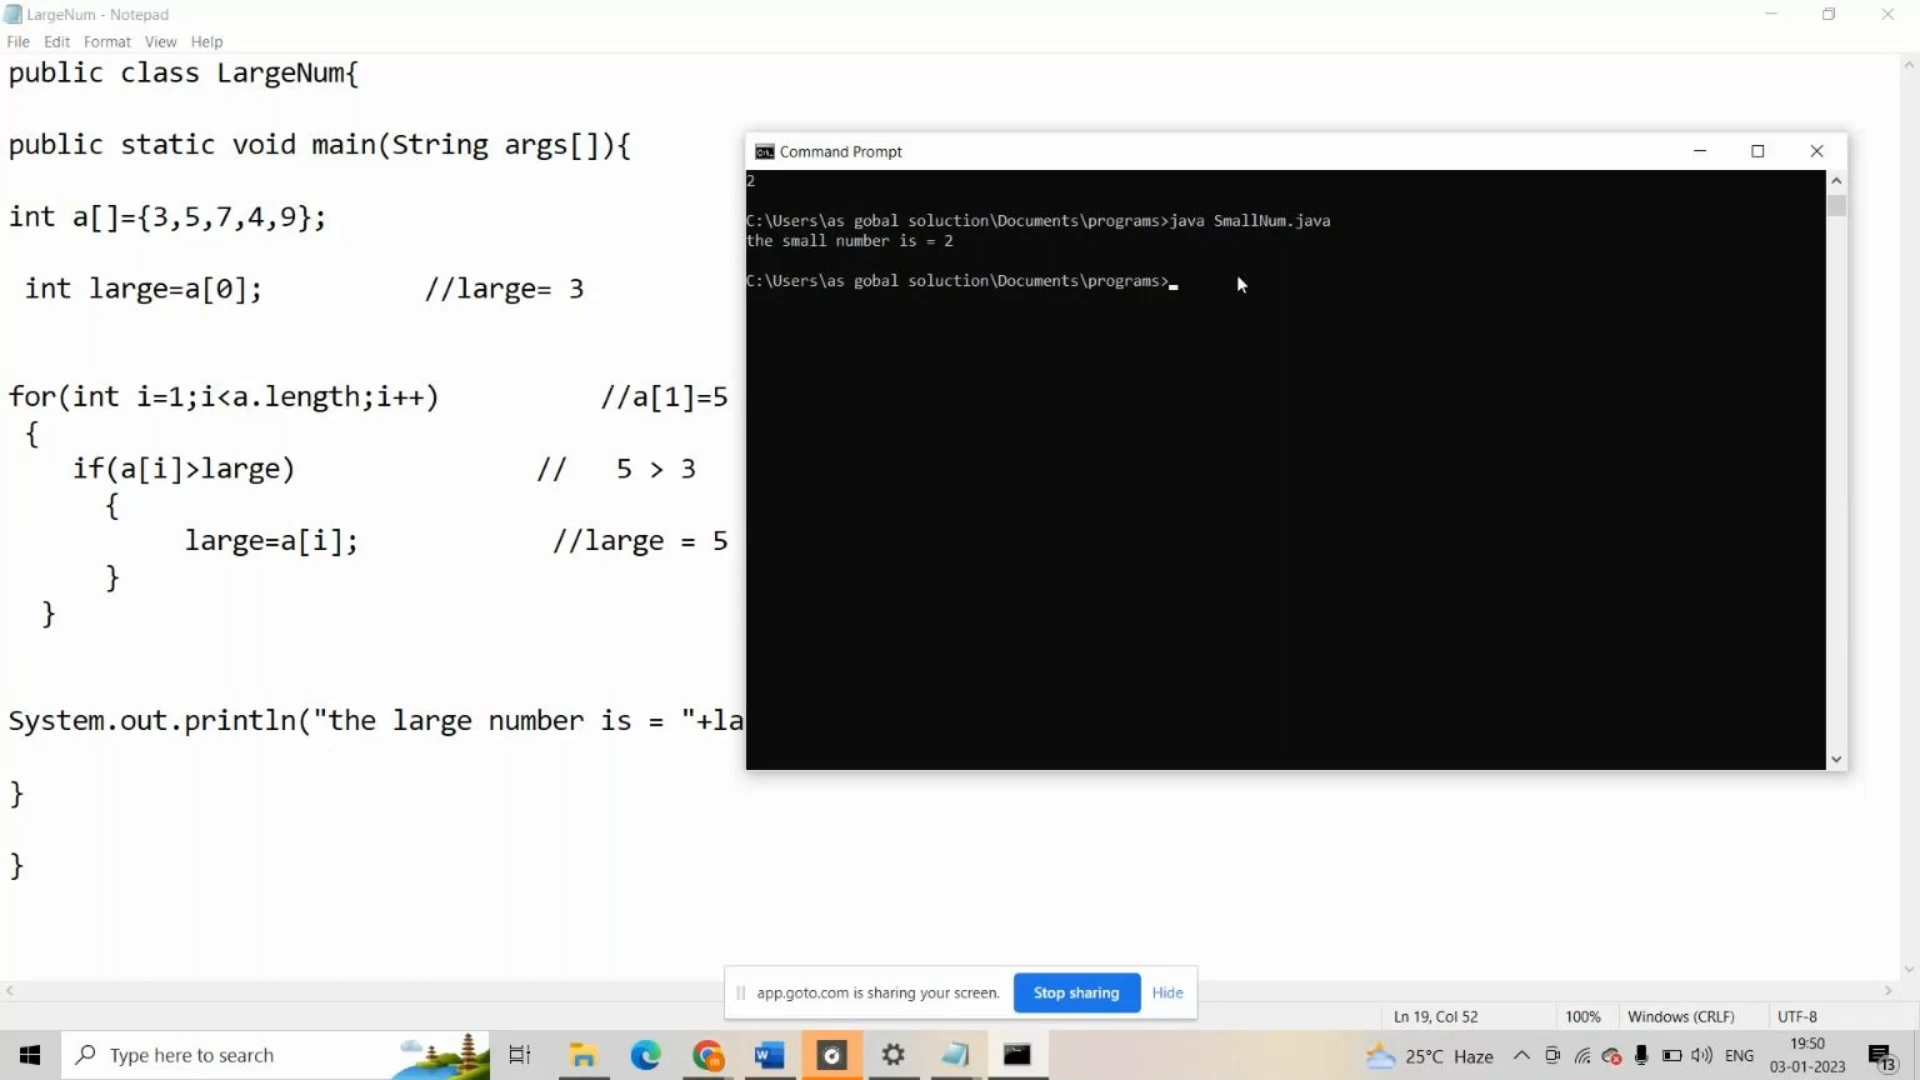 LargeNum - Notepad
File Edit Format View Help
public class LargeNum{
public static void main(String args[]){
int a[]={3,5,7,4,9};
int large=a[0]; //large= 3
for(int i=1;i<a.length;i++) //a[1]=5
{
if(a[i]>large) // 5 > 3
{
large=a[i]; //large = 5
}
}
System.out.println("the large number is = "+la
}
}
Command Prompt
2
C:\Users\as gobal soluction\Documents\programs>java SmallNum.java
the small number is = 2
C:\Users\as gobal soluction\Documents\programs>
app.goto.com is sharing your screen. Stop sharing Hide
Ln 19, Col 52 100% Windows (CRLF) UTF-8
Type here to search
25°C Haze ENG
19:50
03-01-2023
13